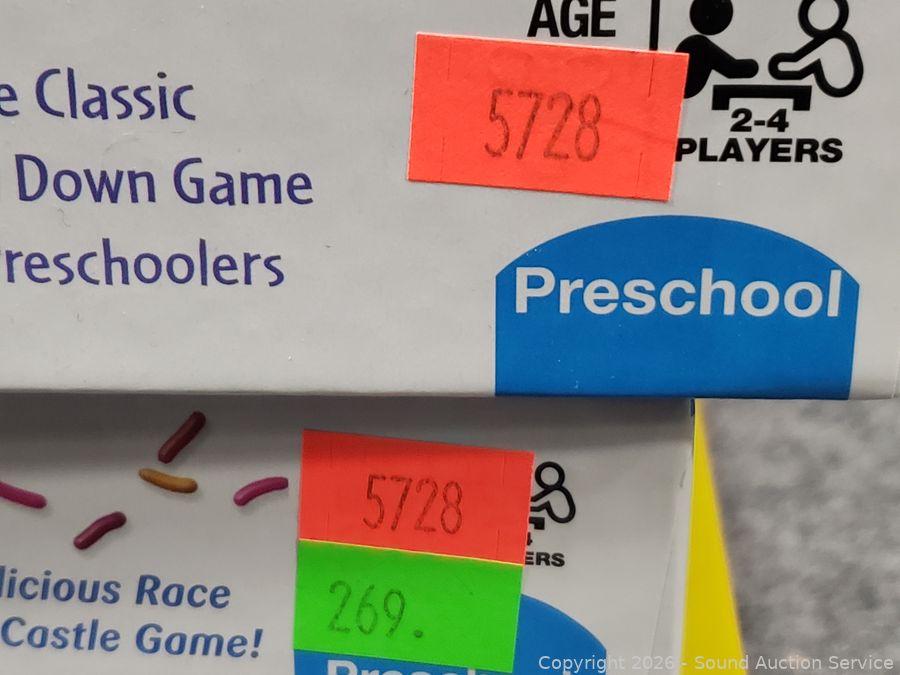 AGE
e Classic
5728
2-4
PLAYERS
Down Game
Preschoolers
Preschool
5728
ERS
licious Race
269.
Castle Game!
Copyright 2026 - Sound Auction Service